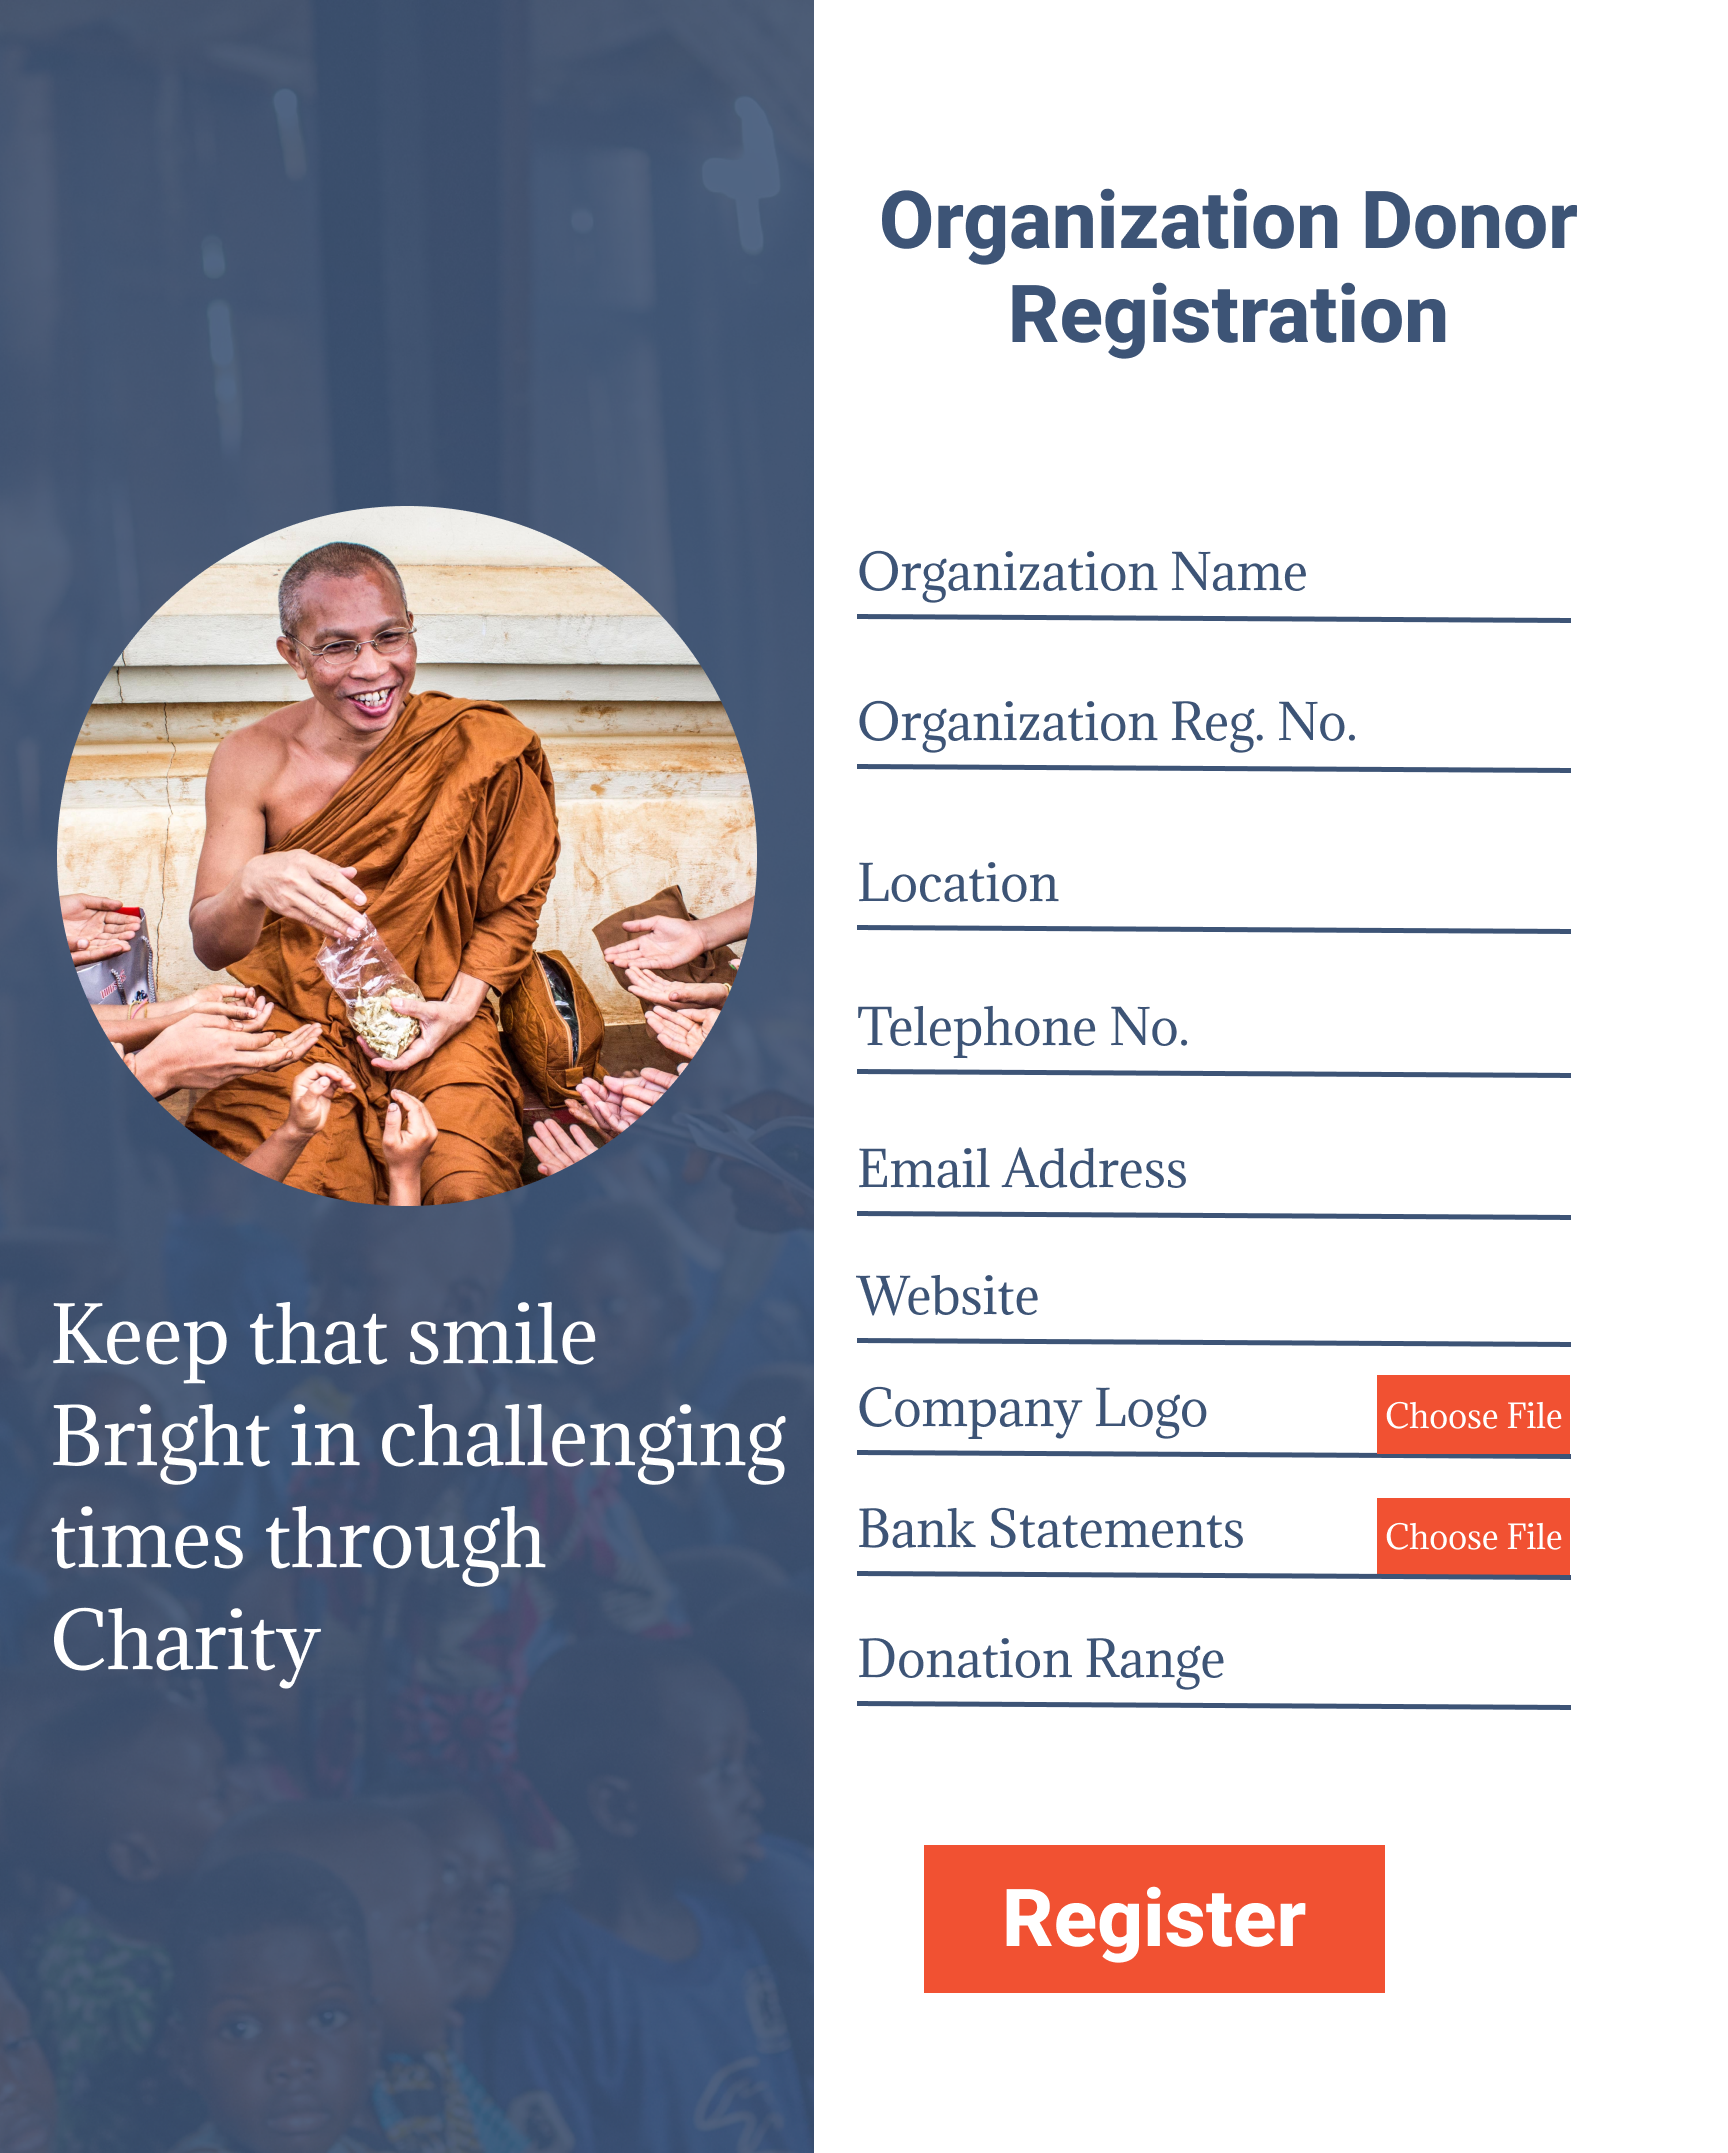 Keep that smile
Bright in challenging
times through
Charity
Organization Donor
Registration
Organization Name
Organization Reg. No.
Location
Telephone No.
Email Address
Website
Company Logo
Choose File
Bank Statements
Choose File
Donation Range
Register